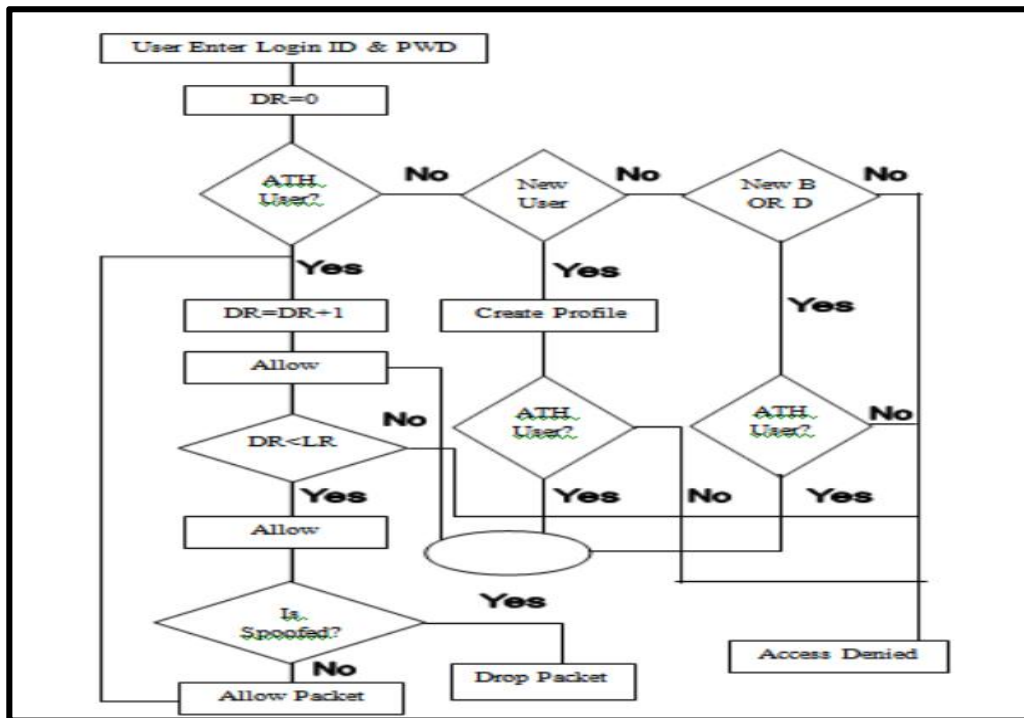 User Enter Login ID & PWD
DR=0
ATH
User?
No
New
User
No
New B
OR D
No
Yes
Yes
Yes
DR=DR+1
Create Profile
Allow
No
DR<LR
ATH
User?
ATH
User?
No
Yes
Yes
No
Yes
Allow
Is
Spoofed?
Yes
No
Allow Packet
Drop Packet
Access Denied